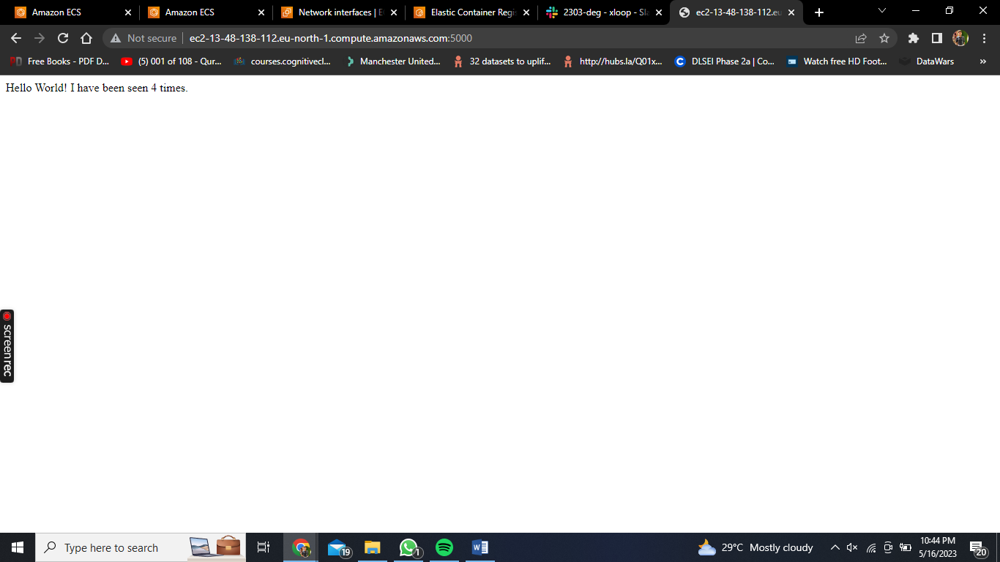 Amazon ECS
Amazon ECS
Network interfaces | E
Elastic Container Regi
2303-deg - xloop - Sla
ec2-13-48-138-112.eu
Not secure
ec2-13-48-138-112.eu-north-1.compute.amazonaws.com:5000
Free Books - PDF D...
(5) 001 of 108 - Qur...
courses.cognitivecl...
Manchester United...
32 datasets to uplif...
http://hubs.la/Q01x...
DLSEI Phase 2a | Co...
Watch free HD Foot...
DataWars
»
Hello World! I have been seen 4 times.
screenrec
Type here to search
19
1
29°C Mostly cloudy
10:44 PM
5/16/2023
20